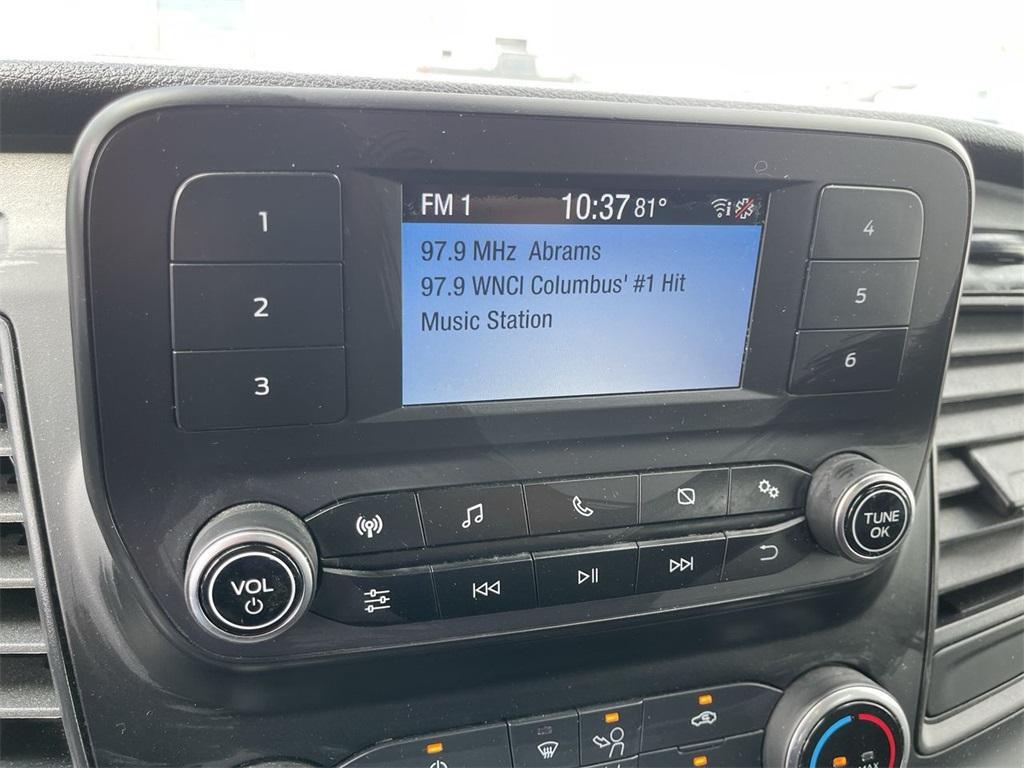 FM 1 10:37 81°
97.9 MHz Abrams
97.9 WNCI Columbus' #1 Hit
Music Station
1
2
3
4
5
6
VOL
TUNE
OK
MAX